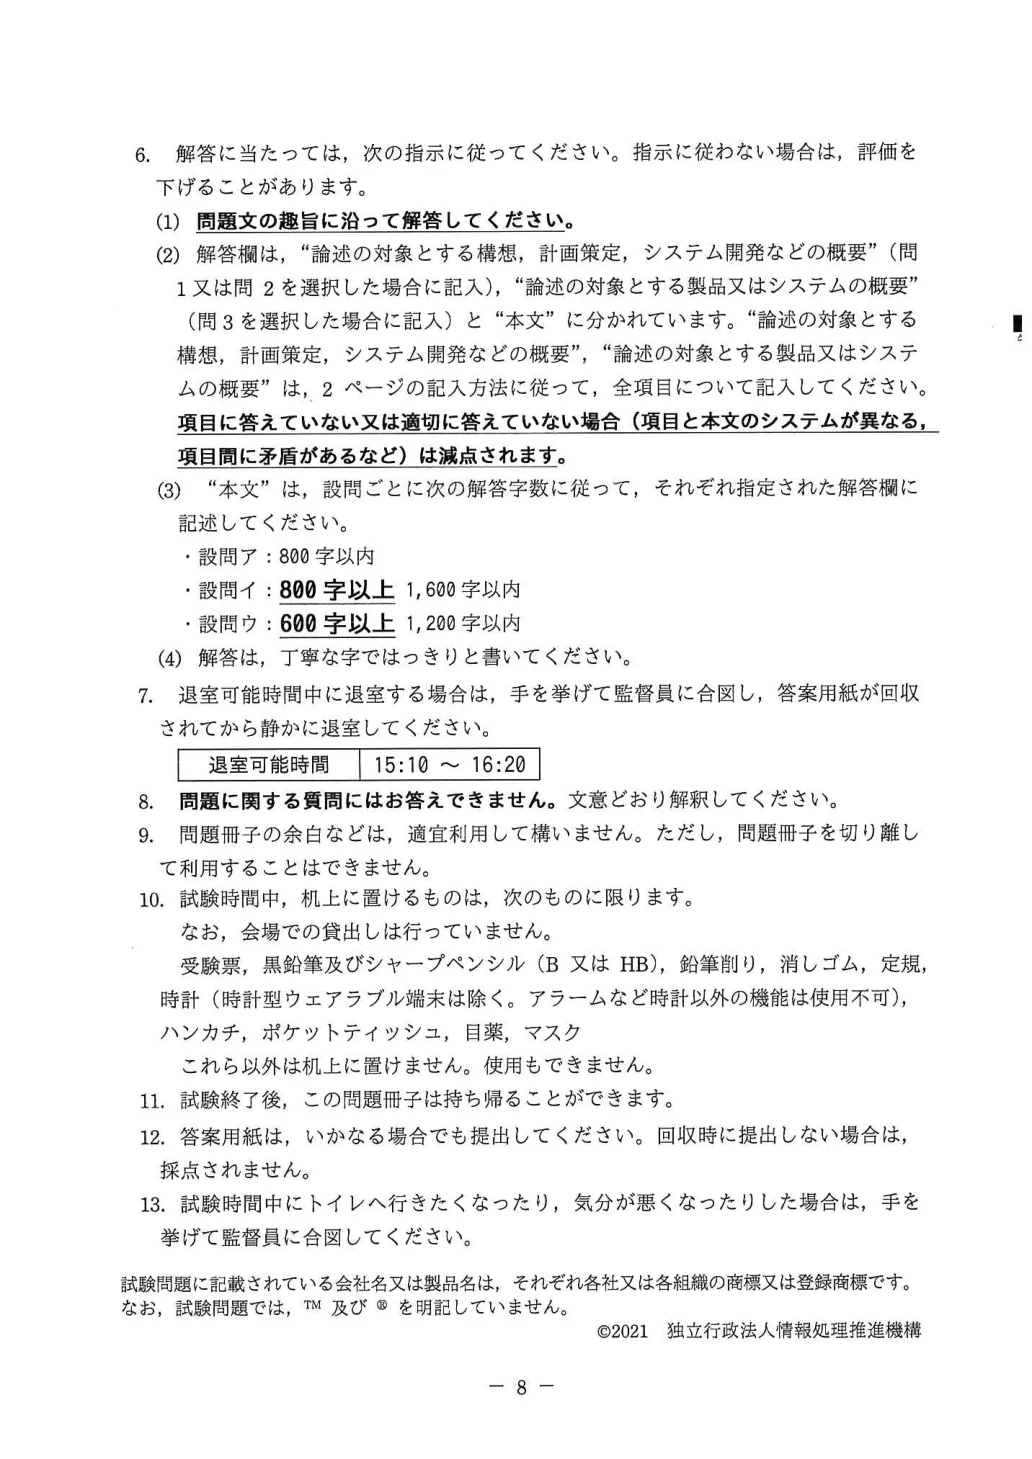 6. 解答に当たっては，次の指示に従ってください。指示に従わない場合は，評価を
下げることがあります。
(1) 問題文の趣旨に沿って解答してください。
(2) 解答欄は，“論述の対象とする構想，計画策定，システム開発などの概要”（問
1 又は問 2 を選択した場合に記入），“論述の対象とする製品又はシステムの概要”
（問 3 を選択した場合に記入）と“本文”に分かれています。“論述の対象とする
構想，計画策定，システム開発などの概要”，“論述の対象とする製品又はシステ
ムの概要”は，2 ページの記入方法に従って，全項目について記入してください。
項目に答えていない又は適切に答えていない場合（項目と本文のシステムが異なる，
項目間に矛盾があるなど）は減点されます。
(3) “本文”は，設問ごとに次の解答字数に従って，それぞれ指定された解答欄に
記述してください。
・設問ア：800 字以内
・設問イ：800 字以上 1,600 字以内
・設問ウ：600 字以上 1,200 字以内
(4) 解答は，丁寧な字ではっきりと書いてください。
7. 退室可能時間中に退室する場合は，手を挙げて監督員に合図し，答案用紙が回収
されてから静かに退室してください。
退室可能時間 15:10 ～ 16:20
8. 問題に関する質問にはお答えできません。文意どおり解釈してください。
9. 問題冊子の余白などは，適宜利用して構いません。ただし，問題冊子を切り離し
て利用することはできません。
10. 試験時間中，机上に置けるものは，次のものに限ります。
なお，会場での貸出しは行っていません。
受験票，黒鉛筆及びシャープペンシル（B 又は HB），鉛筆削り，消しゴム，定規，
時計（時計型ウェアラブル端末は除く。アラームなど時計以外の機能は使用不可），
ハンカチ，ポケットティッシュ，目薬，マスク
これら以外は机上に置けません。使用もできません。
11. 試験終了後，この問題冊子は持ち帰ることができます。
12. 答案用紙は，いかなる場合でも提出してください。回収時に提出しない場合は，
採点されません。
13. 試験時間中にトイレへ行きたくなったり，気分が悪くなったりした場合は，手を
挙げて監督員に合図してください。
試験問題に記載されている会社名又は製品名は，それぞれ各社又は各組織の商標又は登録商標です。
なお，試験問題では，™ 及び ® を明記していません。
©2021 独立行政法人情報処理推進機構
－ 8 －